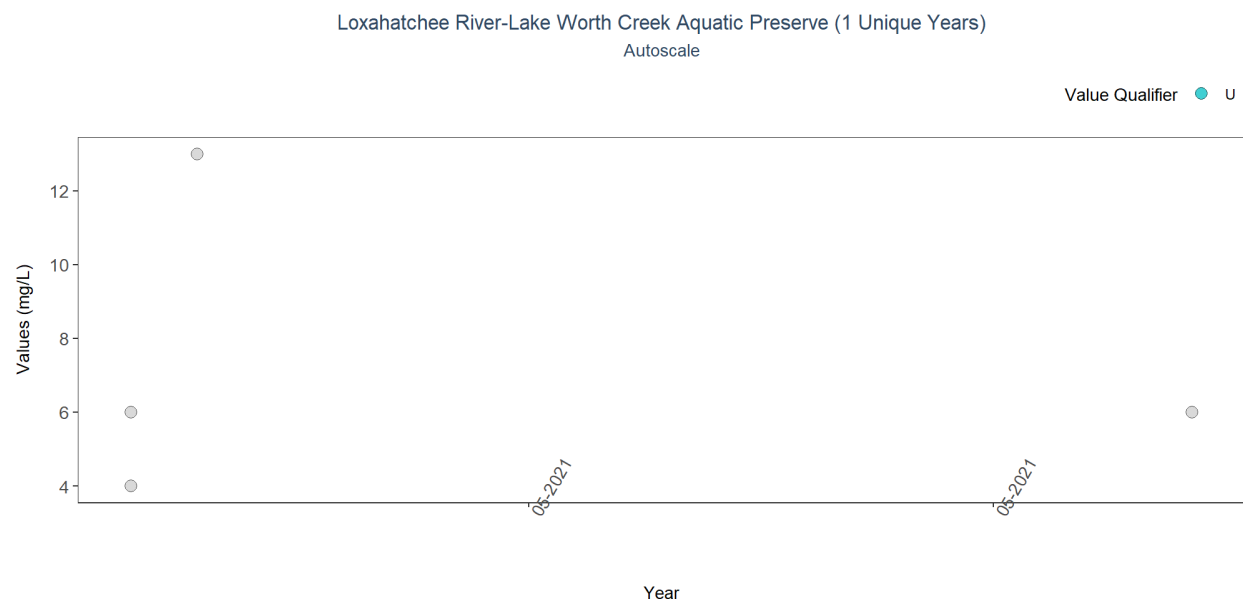 Loxahatchee River-Lake Worth Creek Aquatic Preserve (1 Unique Years)
Autoscale
Value Qualifier U
Values (mg/L)
12
10
8
6
4
05-2021 05-2021
Year